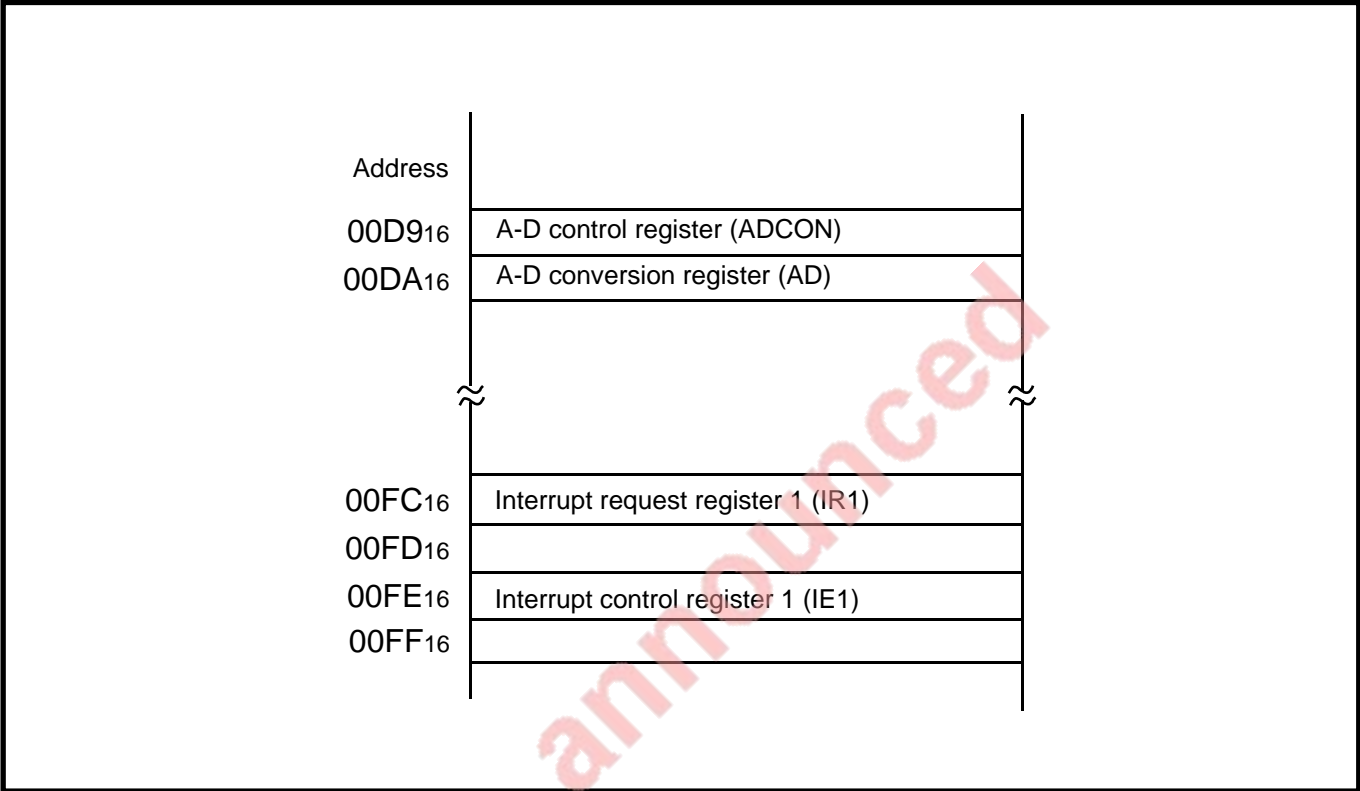 Address
00D916 A-D control register (ADCON)
00DA16 A-D conversion register (AD)
00FC16 Interrupt request register 1 (IR1)
00FD16
00FE16 Interrupt control register 1 (IE1)
00FF16
announced